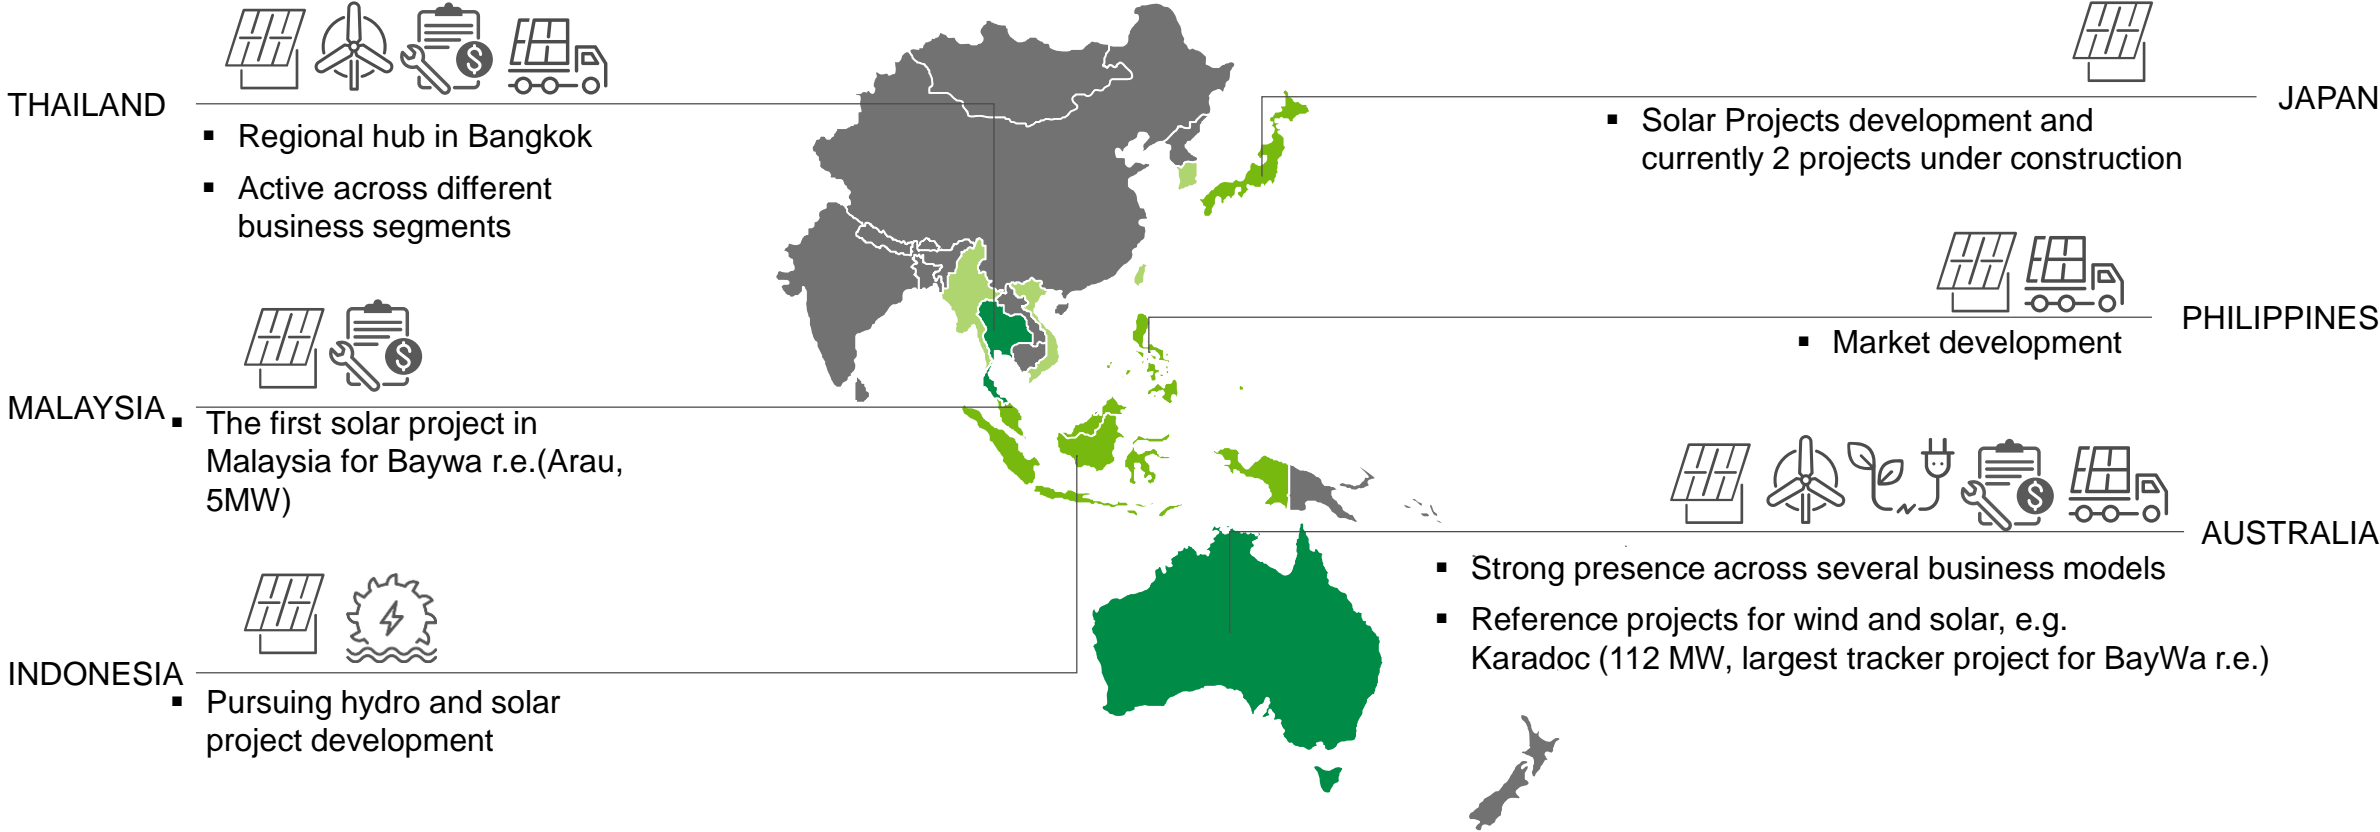 THAILAND
▪ Regional hub in Bangkok
▪ Active across different
business segments
MALAYSIA
▪ The first solar project in
Malaysia for Baywa r.e.(Arau,
5MW)
INDONESIA
▪ Pursuing hydro and solar
project development
JAPAN
▪ Solar Projects development and
currently 2 projects under construction
PHILIPPINES
▪ Market development
AUSTRALIA
▪ Strong presence across several business models
▪ Reference projects for wind and solar, e.g.
Karadoc (112 MW, largest tracker project for BayWa r.e.)
$
$
$